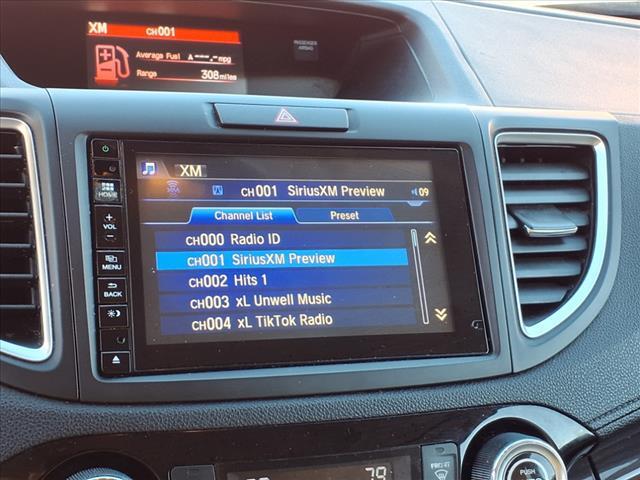 XM CH001
Average Fuel A -----.- mpg
Range 308 miles
PASSENGER AIRBAG
XM
CH001 SiriusXM Preview 09
Channel List Preset
CH000 Radio ID
CH001 SiriusXM Preview
CH002 Hits 1
CH003 xL Unwell Music
CH004 xL TikTok Radio
HOME
+
VOL
-
MENU
BACK
79
PUSH